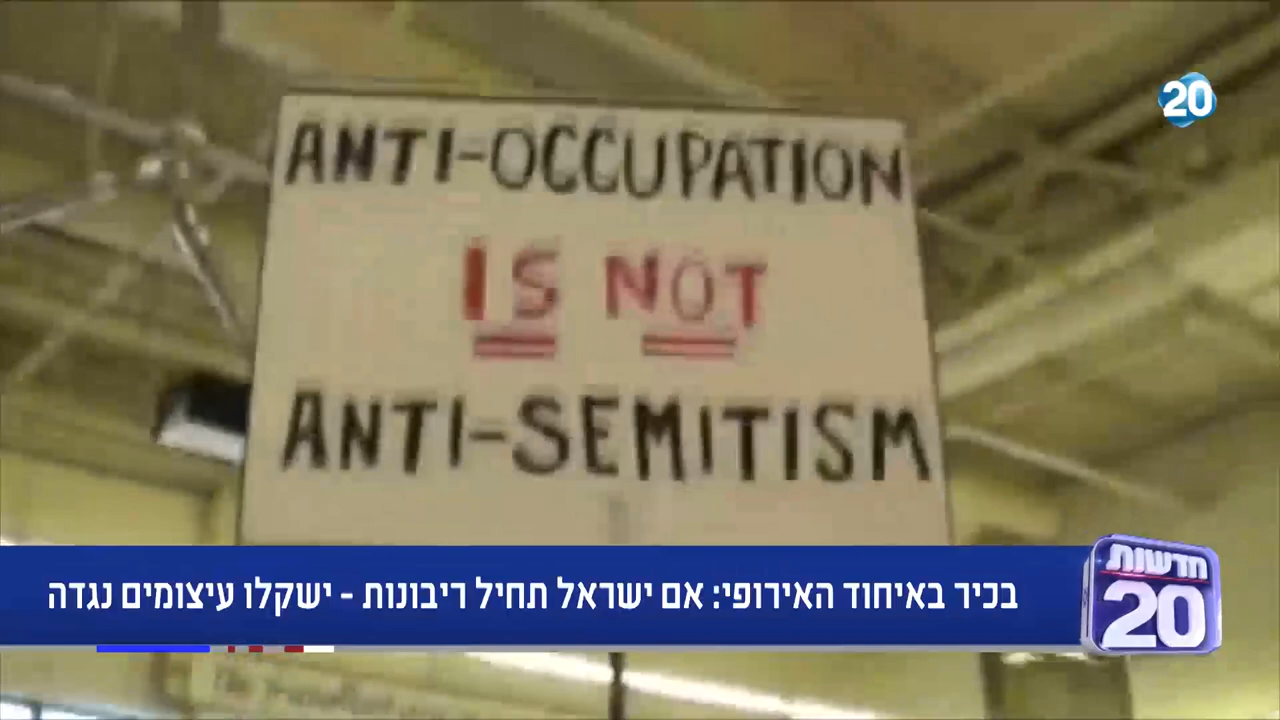 20
ANTI-OCCUPATION
IS NOT
ANTI-SEMITISM
בכיר באיחוד האירופי: אם ישראל תחיל ריבונות - ישקלו עיצומים נגדה
חדשות
20